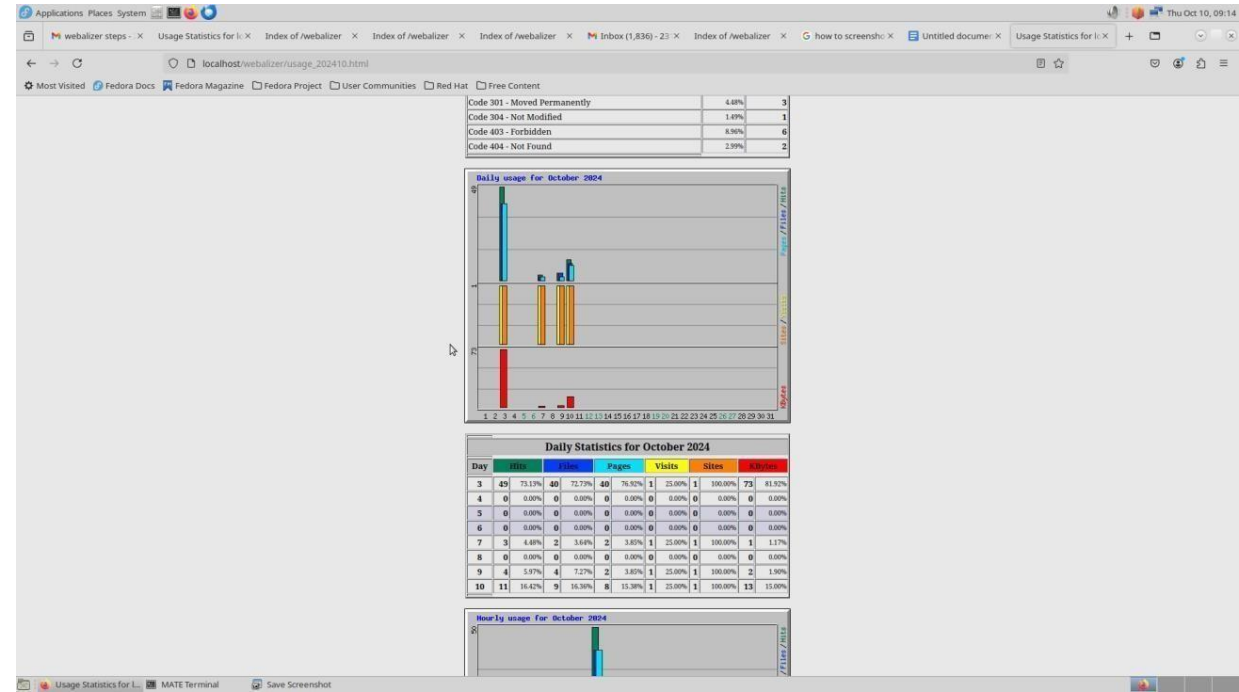 Applications Places System
Thu Oct 10, 09:14
webalizer steps - × Usage Statistics for lo × Index of /webalizer × Index of /webalizer × Index of /webalizer × Inbox (1,836) - 23 × Index of /webalizer × G how to screensho × Untitled documen × Usage Statistics for lo × +
localhost/webalizer/usage_202410.html
Most Visited Fedora Docs Fedora Magazine Fedora Project User Communities Red Hat Free Content
Code 301 - Moved Permanently 4.48% 3
Code 304 - Not Modified 1.49% 1
Code 403 - Forbidden 8.96% 6
Code 404 - Not Found 2.99% 2
Daily usage for October 2024
49
Pages / Files / Hits
1
Sites / Visits
73
KBytes
1 2 3 4 5 6 7 8 9 10 11 12 13 14 15 16 17 18 19 20 21 22 23 24 25 26 27 28 29 30 31
Daily Statistics for October 2024
Day Hits Files Pages Visits Sites KBytes
3 49 73.13% 40 72.73% 40 76.92% 1 25.00% 1 100.00% 73 81.92%
4 0 0.00% 0 0.00% 0 0.00% 0 0.00% 0 0.00% 0 0.00%
5 0 0.00% 0 0.00% 0 0.00% 0 0.00% 0 0.00% 0 0.00%
6 0 0.00% 0 0.00% 0 0.00% 0 0.00% 0 0.00% 0 0.00%
7 3 4.48% 2 3.64% 2 3.85% 1 25.00% 1 100.00% 1 1.17%
8 0 0.00% 0 0.00% 0 0.00% 0 0.00% 0 0.00% 0 0.00%
9 4 5.97% 4 7.27% 2 3.85% 1 25.00% 1 100.00% 2 1.90%
10 11 16.42% 9 16.36% 8 15.38% 1 25.00% 1 100.00% 13 15.00%
Hourly usage for October 2024
50
/ Files / Hits
Usage Statistics for l... MATE Terminal Save Screenshot